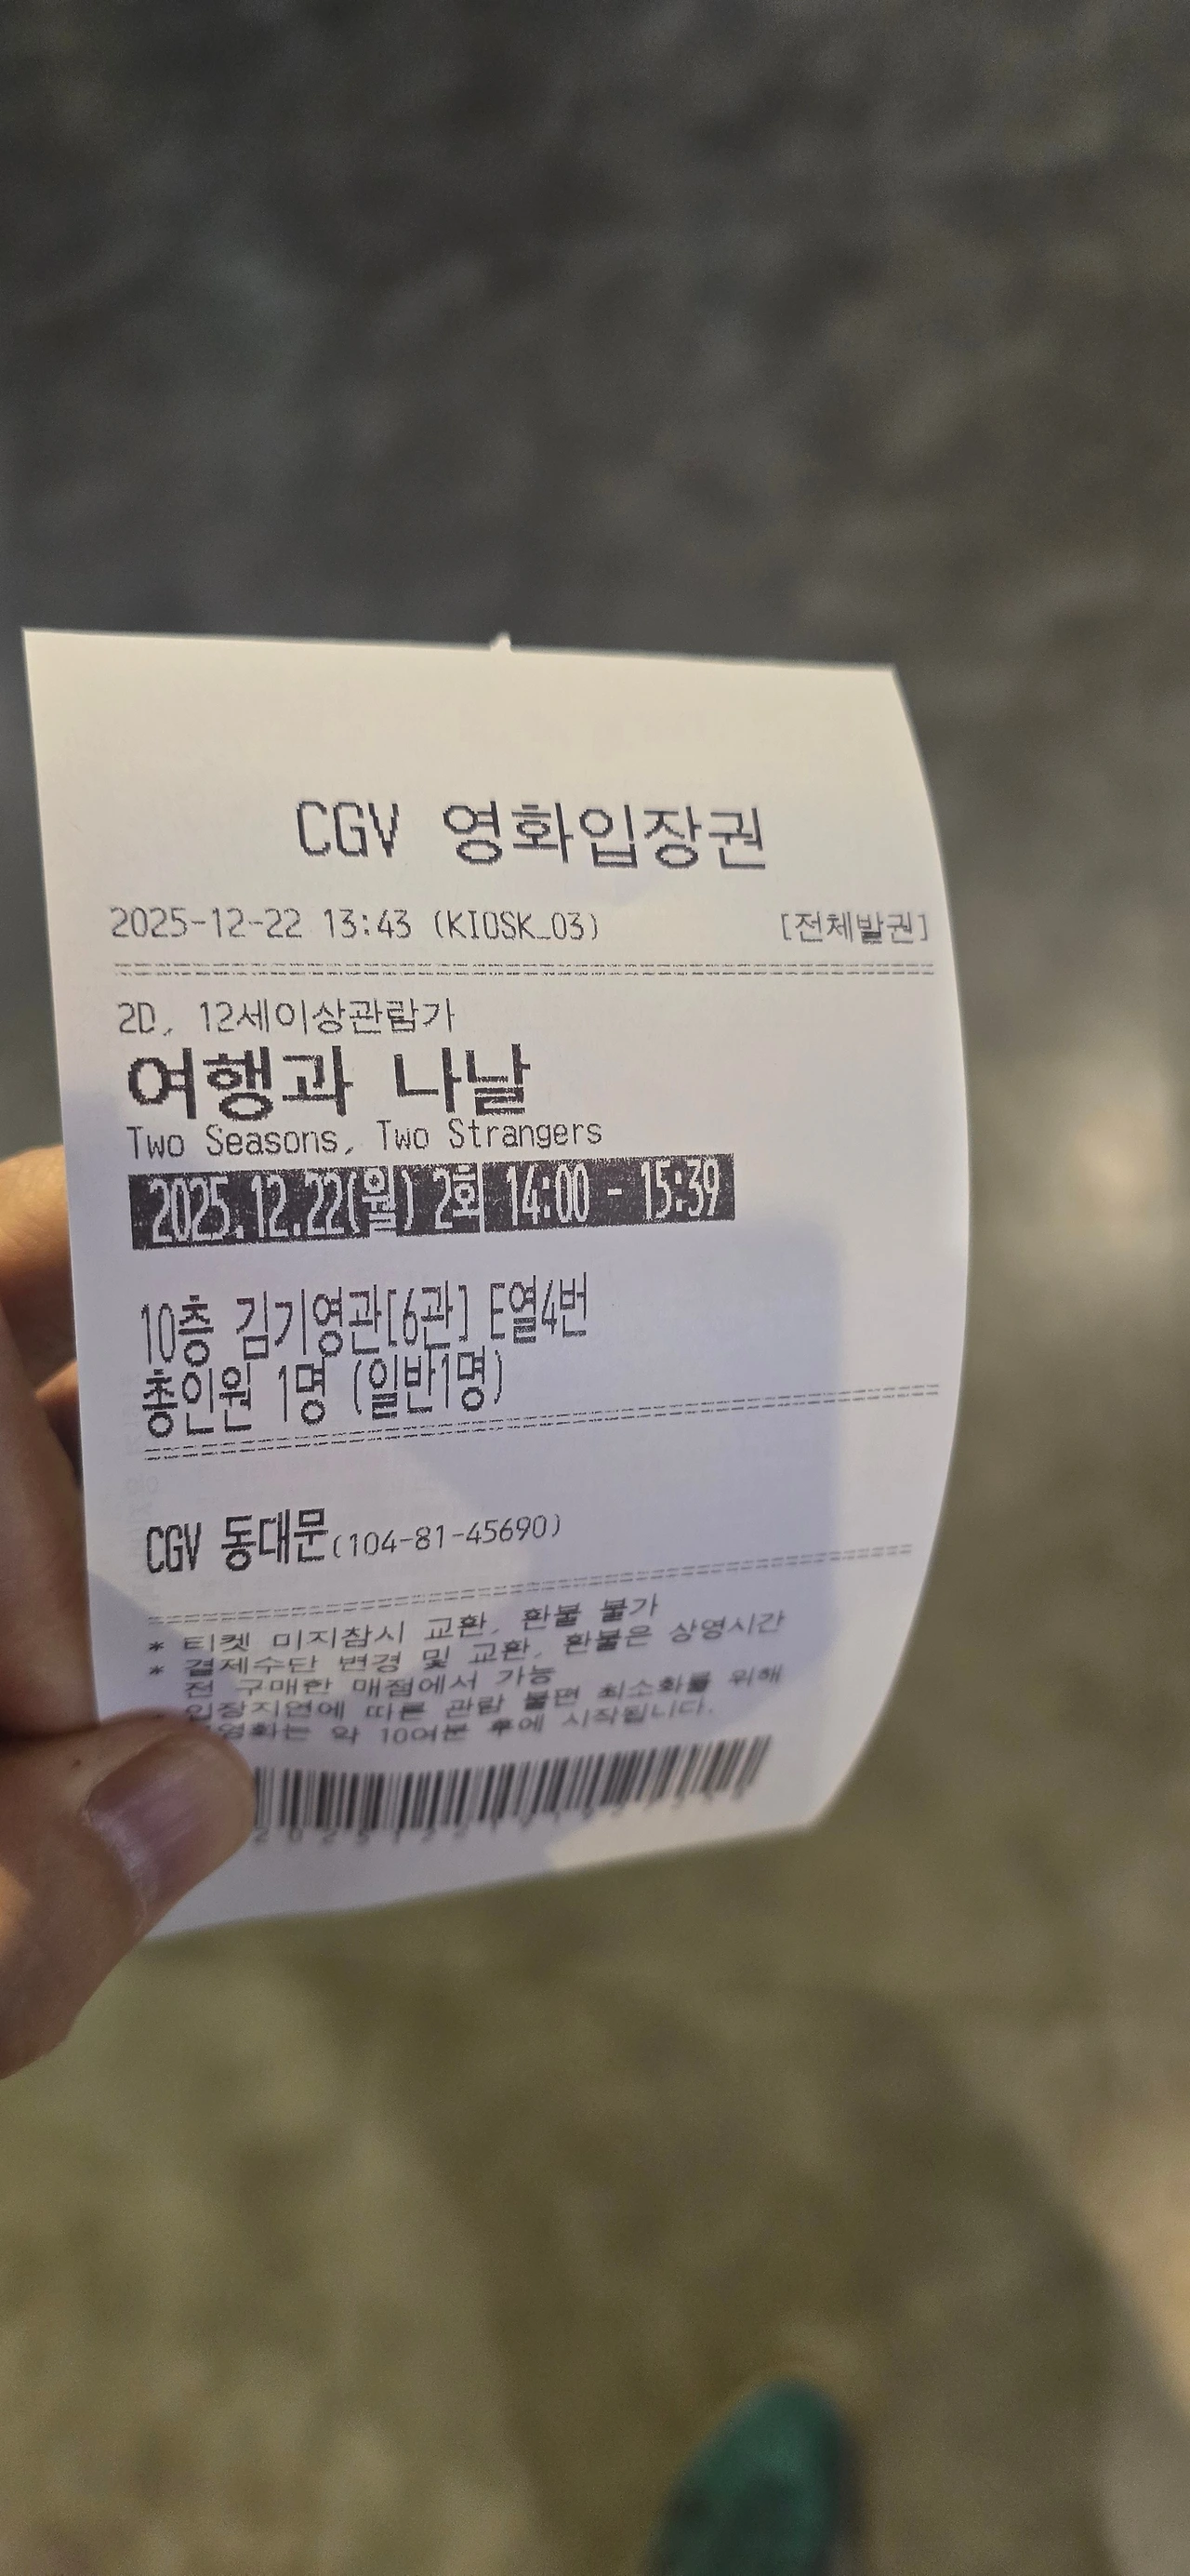 CGV 영화입장권
2025-12-22 13:43 (KIOSK_03) [전체발권]
2D, 12세이상관람가
여행과 나날
Two Seasons, Two Strangers
2025.12.22(월) 2회 14:00 - 15:39
10층 김기영관[6관] E열4번
총인원 1명 (일반1명)
CGV 동대문(104-81-45690)
* 티켓 미지참시 교환, 환불 불가
* 결제수단 변경 및 교환, 환불은 상영시간
전 구매한 매점에서 가능
입장지연에 따른 관람 불편 최소화를 위해
영화는 약 10여분 후에 시작됩니다.